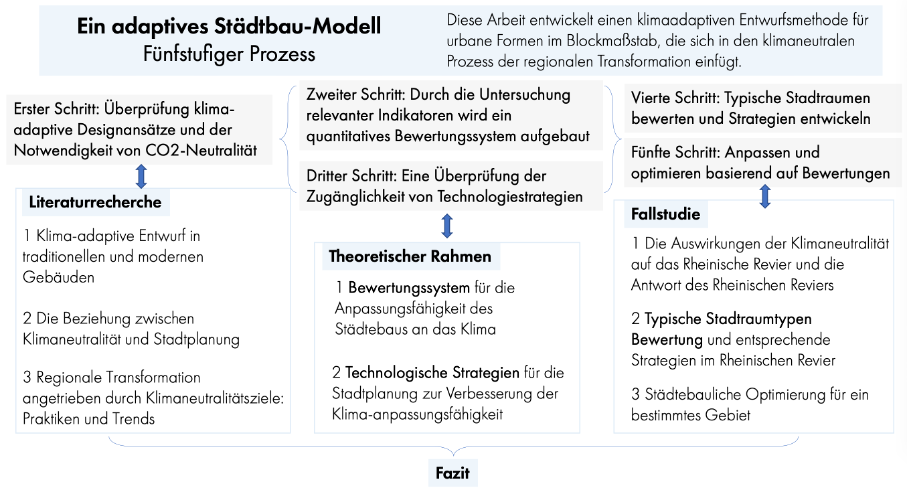 Ein adaptives Städtbau-Modell
Fünfstufiger Prozess
Diese Arbeit entwickelt einen klimaadaptiven Entwurfsmethode für
urbane Formen im Blockmaßstab, die sich in den klimaneutralen
Prozess der regionalen Transformation einfügt.
Erster Schritt: Überprüfung klima-
adaptive Designansätze und der
Notwendigkeit von CO2-Neutralität
Zweiter Schritt: Durch die Untersuchung
relevanter Indikatoren wird ein
quantitatives Bewertungssystem aufgebaut
Dritter Schritt: Eine Überprüfung der
Zugänglichkeit von Technologiestrategien
Vierte Schritt: Typische Stadtraumen
bewerten und Strategien entwickeln
Fünfte Schritt: Anpassen und
optimieren basierend auf Bewertungen
Literaturrecherche
1 Klima-adaptive Entwurf in
traditionellen und modernen
Gebäuden
2 Die Beziehung zwischen
Klimaneutralität und Stadtplanung
3 Regionale Transformation
angetrieben durch Klimaneutralitätsziele:
Praktiken und Trends
Theoretischer Rahmen
1 Bewertungssystem für die
Anpassungsfähigkeit des
Städtebaus an das Klima
2 Technologische Strategien für die
Stadtplanung zur Verbesserung der
Klima-anpassungsfähigkeit
Fallstudie
1 Die Auswirkungen der Klimaneutralität
auf das Rheinische Revier und die
Antwort des Rheinischen Reviers
2 Typische Stadtraumtypen
Bewertung und entsprechende
Strategien im Rheinischen Revier
3 Städtebauliche Optimierung für ein
bestimmtes Gebiet
Fazit